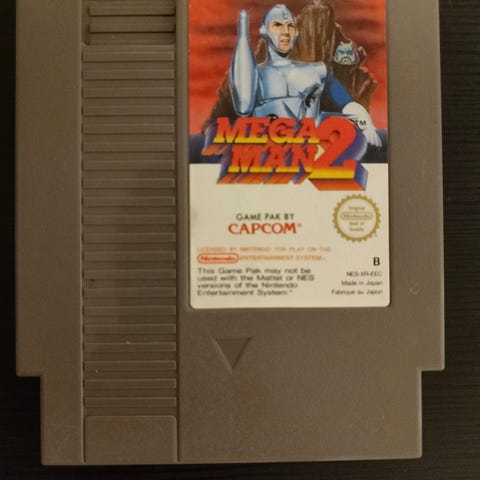 MEGA
MAN 2™
GAME PAK BY
CAPCOM®
LICENSED BY NINTENDO FOR PLAY ON THE
Nintendo ENTERTAINMENT SYSTEM™
This Game Pak may not be
used with the Mattel or NES
versions of the Nintendo
Entertainment System.™
Original
Nintendo
Seal of
Quality
B
NES-XR-EEC
Made in Japan
Fabriqué au Japon